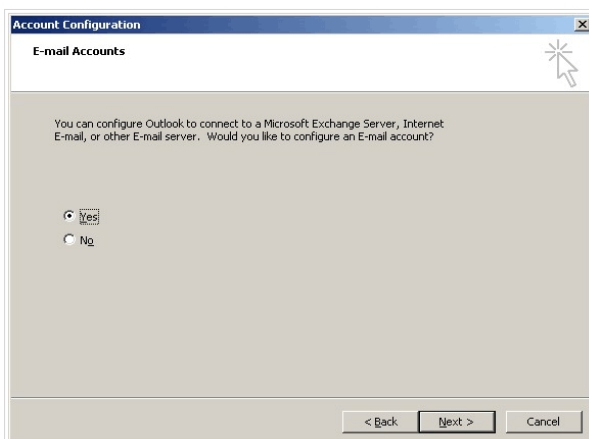 Account Configuration
E-mail Accounts
You can configure Outlook to connect to a Microsoft Exchange Server, Internet
E-mail, or other E-mail server. Would you like to configure an E-mail account?
Yes
No
< Back Next > Cancel